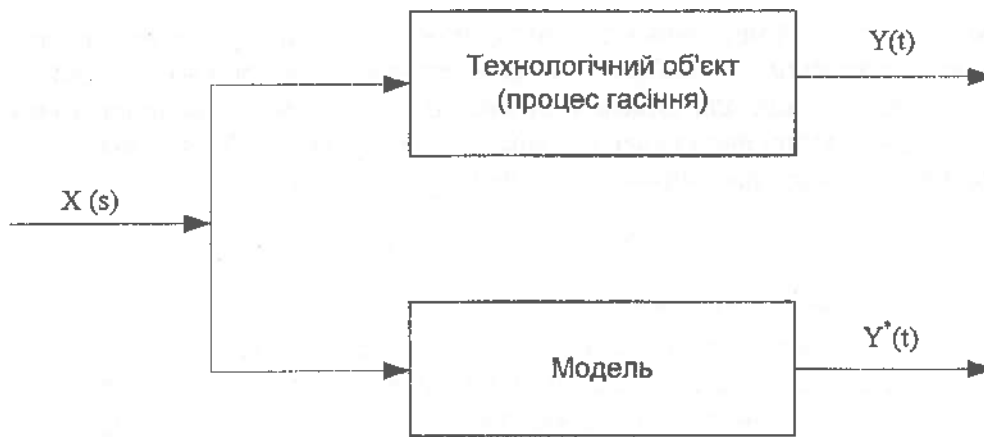 Y(t)
Технологічний об'єкт
(процес гасіння)
X (s)
Y*(t)
Модель